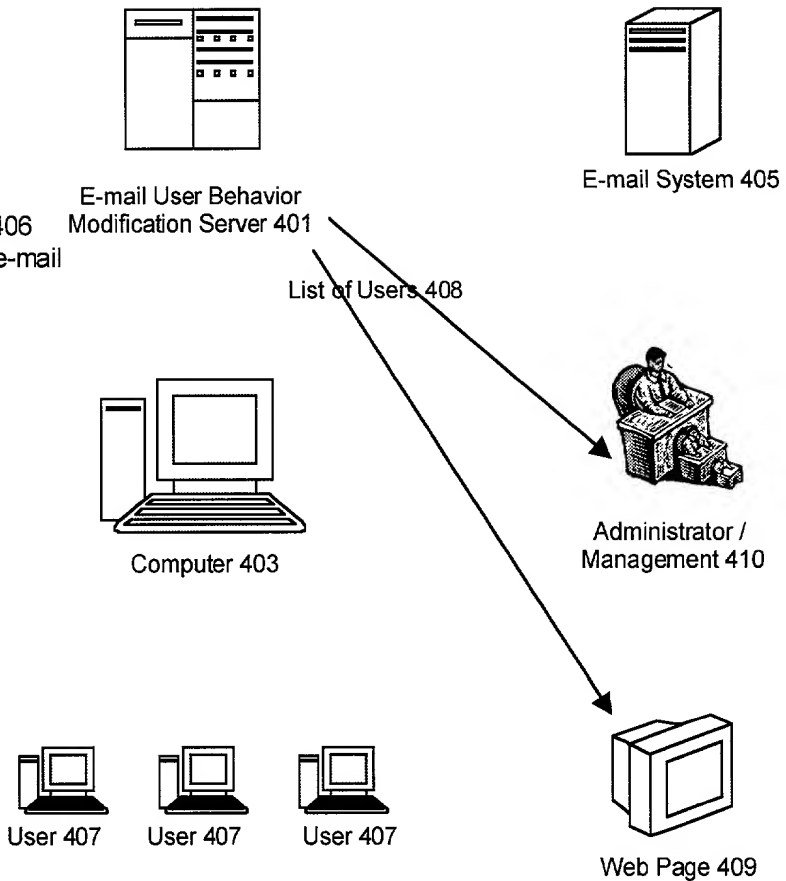 E-mail User Behavior
Modification Server 401
E-mail System 405
406
e-mail
List of Users 408
Computer 403
Administrator /
Management 410
User 407
User 407
User 407
Web Page 409